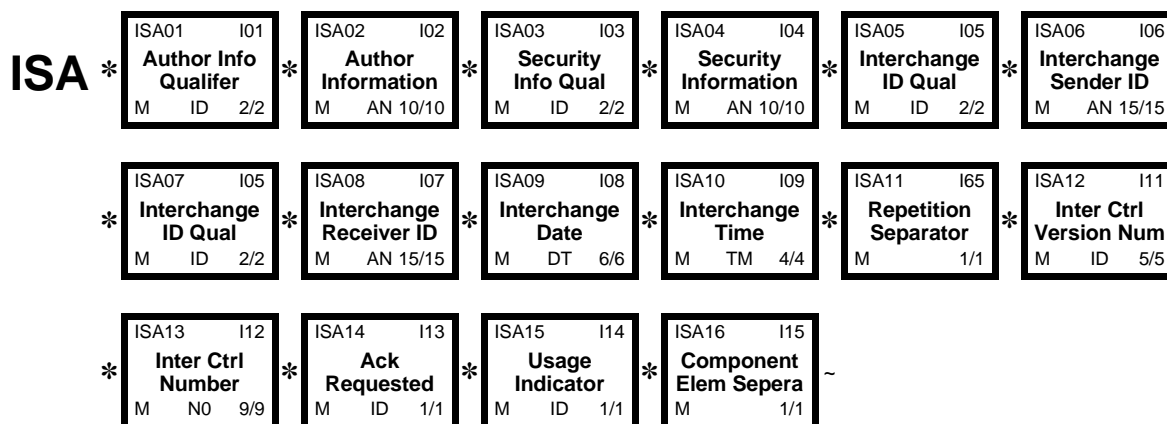 ISA01 I01 ISA02 I02 ISA03 I03 ISA04 I04 ISA05 I05 ISA06 I06
ISA * Author Info * Author * Security * Security * Interchange * Interchange
Qualifer Information Info Qual Information ID Qual Sender ID
M ID 2/2 M AN 10/10 M ID 2/2 M AN 10/10 M ID 2/2 M AN 15/15
ISA07 I05 ISA08 I07 ISA09 I08 ISA10 I09 ISA11 I65 ISA12 I11
* Interchange * Interchange * Interchange * Interchange * Repetition * Inter Ctrl
ID Qual Receiver ID Date Time Separator Version Num
M ID 2/2 M AN 15/15 M DT 6/6 M TM 4/4 M 1/1 M ID 5/5
ISA13 I12 ISA14 I13 ISA15 I14 ISA16 I15
* Inter Ctrl * Ack * Usage * Component ~
Number Requested Indicator Elem Sepera
M N0 9/9 M ID 1/1 M ID 1/1 M 1/1